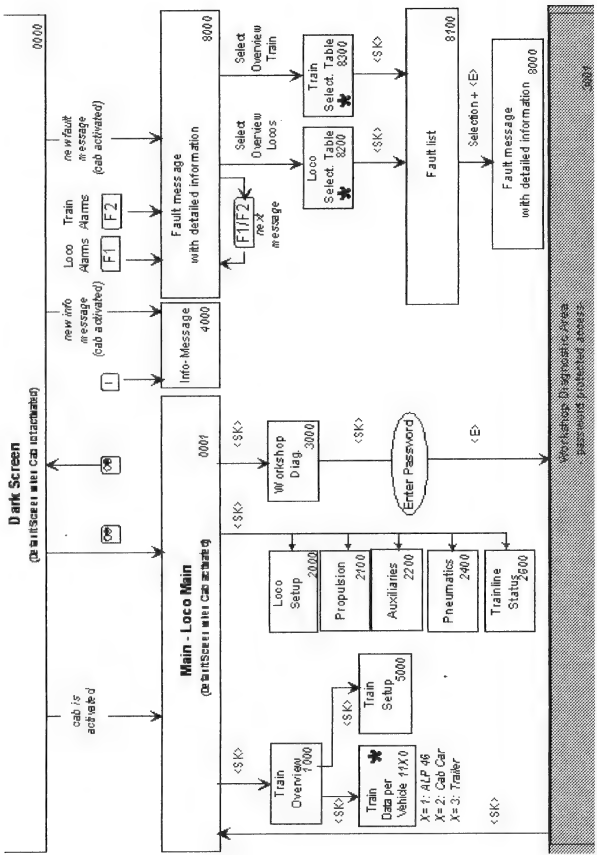 Dark Screen
0000
cab is
activated
new info
message
(cab activated)
I
Loco
Alarms
F1
Train
Alarms
F2
new fault
message
(cab activated)
Main - Loco Main
0001
Info-Message
4000
Fault message
with detailed information
8000
F1/F2
next
message
Select
Overview
Locos
Select
Overview
Train
Loco
Select. Table
8200
*
Train
Select. Table
8300
*
<SK>
<SK>
Fault list
8100
Selection + <E>
Fault message
with detailed information
8000
<SK>
Train
Overview
1000
<SK>
<SK>
Train
Data per
Vehicle 11X0
*
X= 1: ALP 46
X= 2: Cab Car
X= 3: Trailer
Train
Setup
5000
<SK>
Loco
Setup
2000
Propulsion
2100
Auxiliaries
2200
Pneumatics
2400
Trainline
Status
2600
<SK>
Workshop
Diag.
3000
<SK>
Enter Password
<E>
<SK>
Workshop Diagnostic Area
- password protected access-
3001